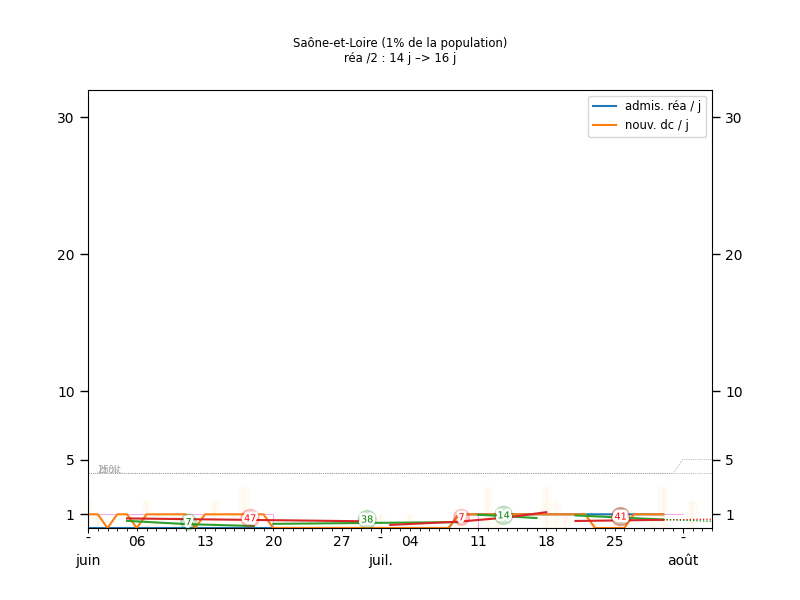 Saône-et-Loire (1% de la population)
réa /2 : 14 j –> 16 j
admis. réa / j
nouv. dc / j
30
30
20
20
10
10
5
5
1
1
7
47
38
7
14
41
- 06 13 20 27 - 04 11 18 25 -
juin juil. août